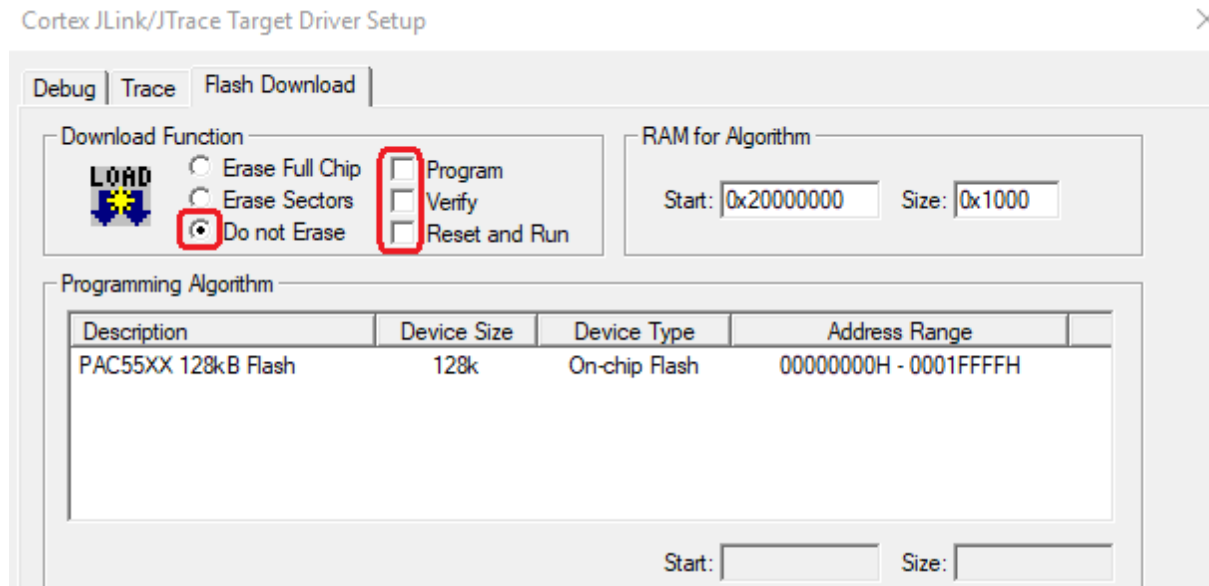 Cortex JLink/JTrace Target Driver Setup
Debug Trace Flash Download
Download Function
LOAD
Erase Full Chip
Erase Sectors
Do not Erase
Program
Verify
Reset and Run
RAM for Algorithm
Start: 0x20000000 Size: 0x1000
Programming Algorithm
Description Device Size Device Type Address Range
PAC55XX 128kB Flash 128k On-chip Flash 00000000H - 0001FFFFH
Start: Size: